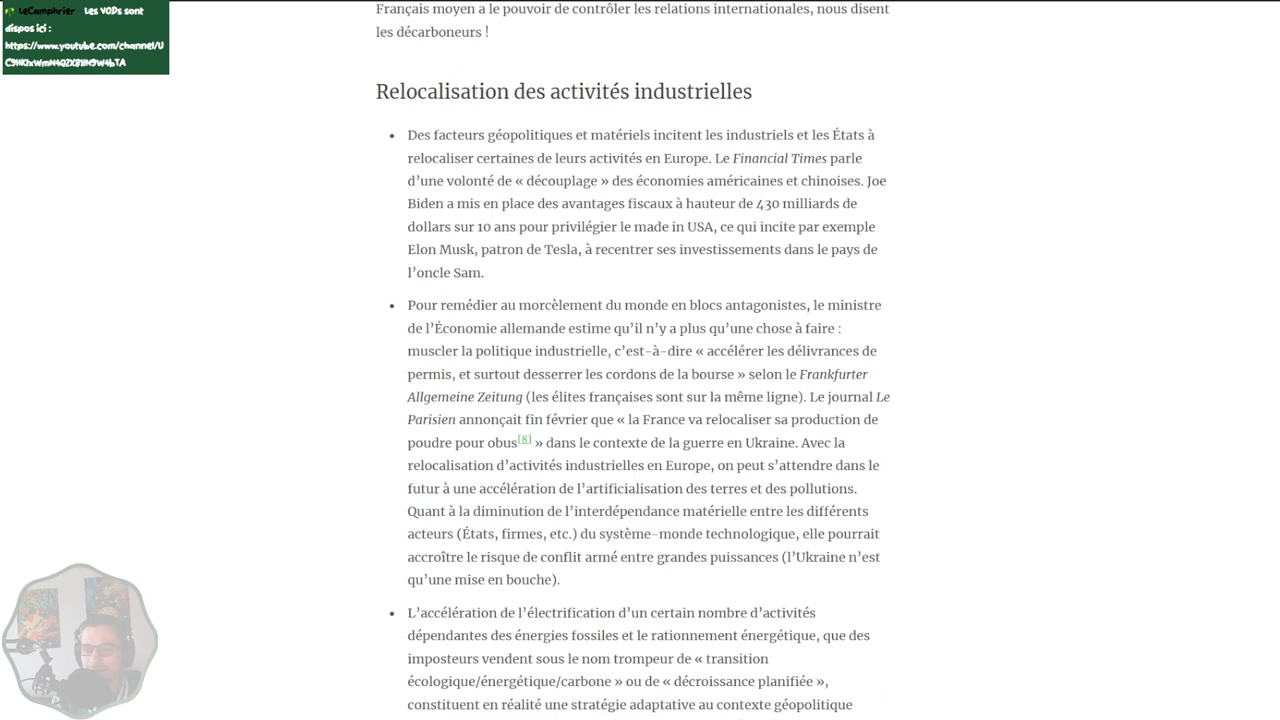 LeCamphrier Les VODs sont
dispos ici :
https://www.youtube.com/channel/U
Français moyen a le pouvoir de contrôler les relations internationales, nous disent
les décarboneurs !
Relocalisation des activités industrielles
• Des facteurs géopolitiques et matériels incitent les industriels et les États à
relocaliser certaines de leurs activités en Europe. Le Financial Times parle
d’une volonté de « découplage » des économies américaines et chinoises. Joe
Biden a mis en place des avantages fiscaux à hauteur de 430 milliards de
dollars sur 10 ans pour privilégier le made in USA, ce qui incite par exemple
Elon Musk, patron de Tesla, à recentrer ses investissements dans le pays de
l’oncle Sam.
• Pour remédier au morcèlement du monde en blocs antagonistes, le ministre
de l’Économie allemande estime qu’il n’y a plus qu’une chose à faire :
muscler la politique industrielle, c’est-à-dire « accélérer les délivrances de
permis, et surtout desserrer les cordons de la bourse » selon le Frankfurter
Allgemeine Zeitung (les élites françaises sont sur la même ligne). Le journal Le
Parisien annonçait fin février que « la France va relocaliser sa production de
poudre pour obus[8] » dans le contexte de la guerre en Ukraine. Avec la
relocalisation d’activités industrielles en Europe, on peut s’attendre dans le
futur à une accélération de l’artificialisation des terres et des pollutions.
Quant à la diminution de l’interdépendance matérielle entre les différents
acteurs (États, firmes, etc.) du système-monde technologique, elle pourrait
accroître le risque de conflit armé entre grandes puissances (l’Ukraine n’est
qu’une mise en bouche).
• L’accélération de l’électrification d’un certain nombre d’activités
dépendantes des énergies fossiles et le rationnement énergétique, que des
imposteurs vendent sous le nom trompeur de « transition
écologique/énergétique/carbone » ou de « décroissance planifiée »,
constituent en réalité une stratégie adaptative au contexte géopolitique